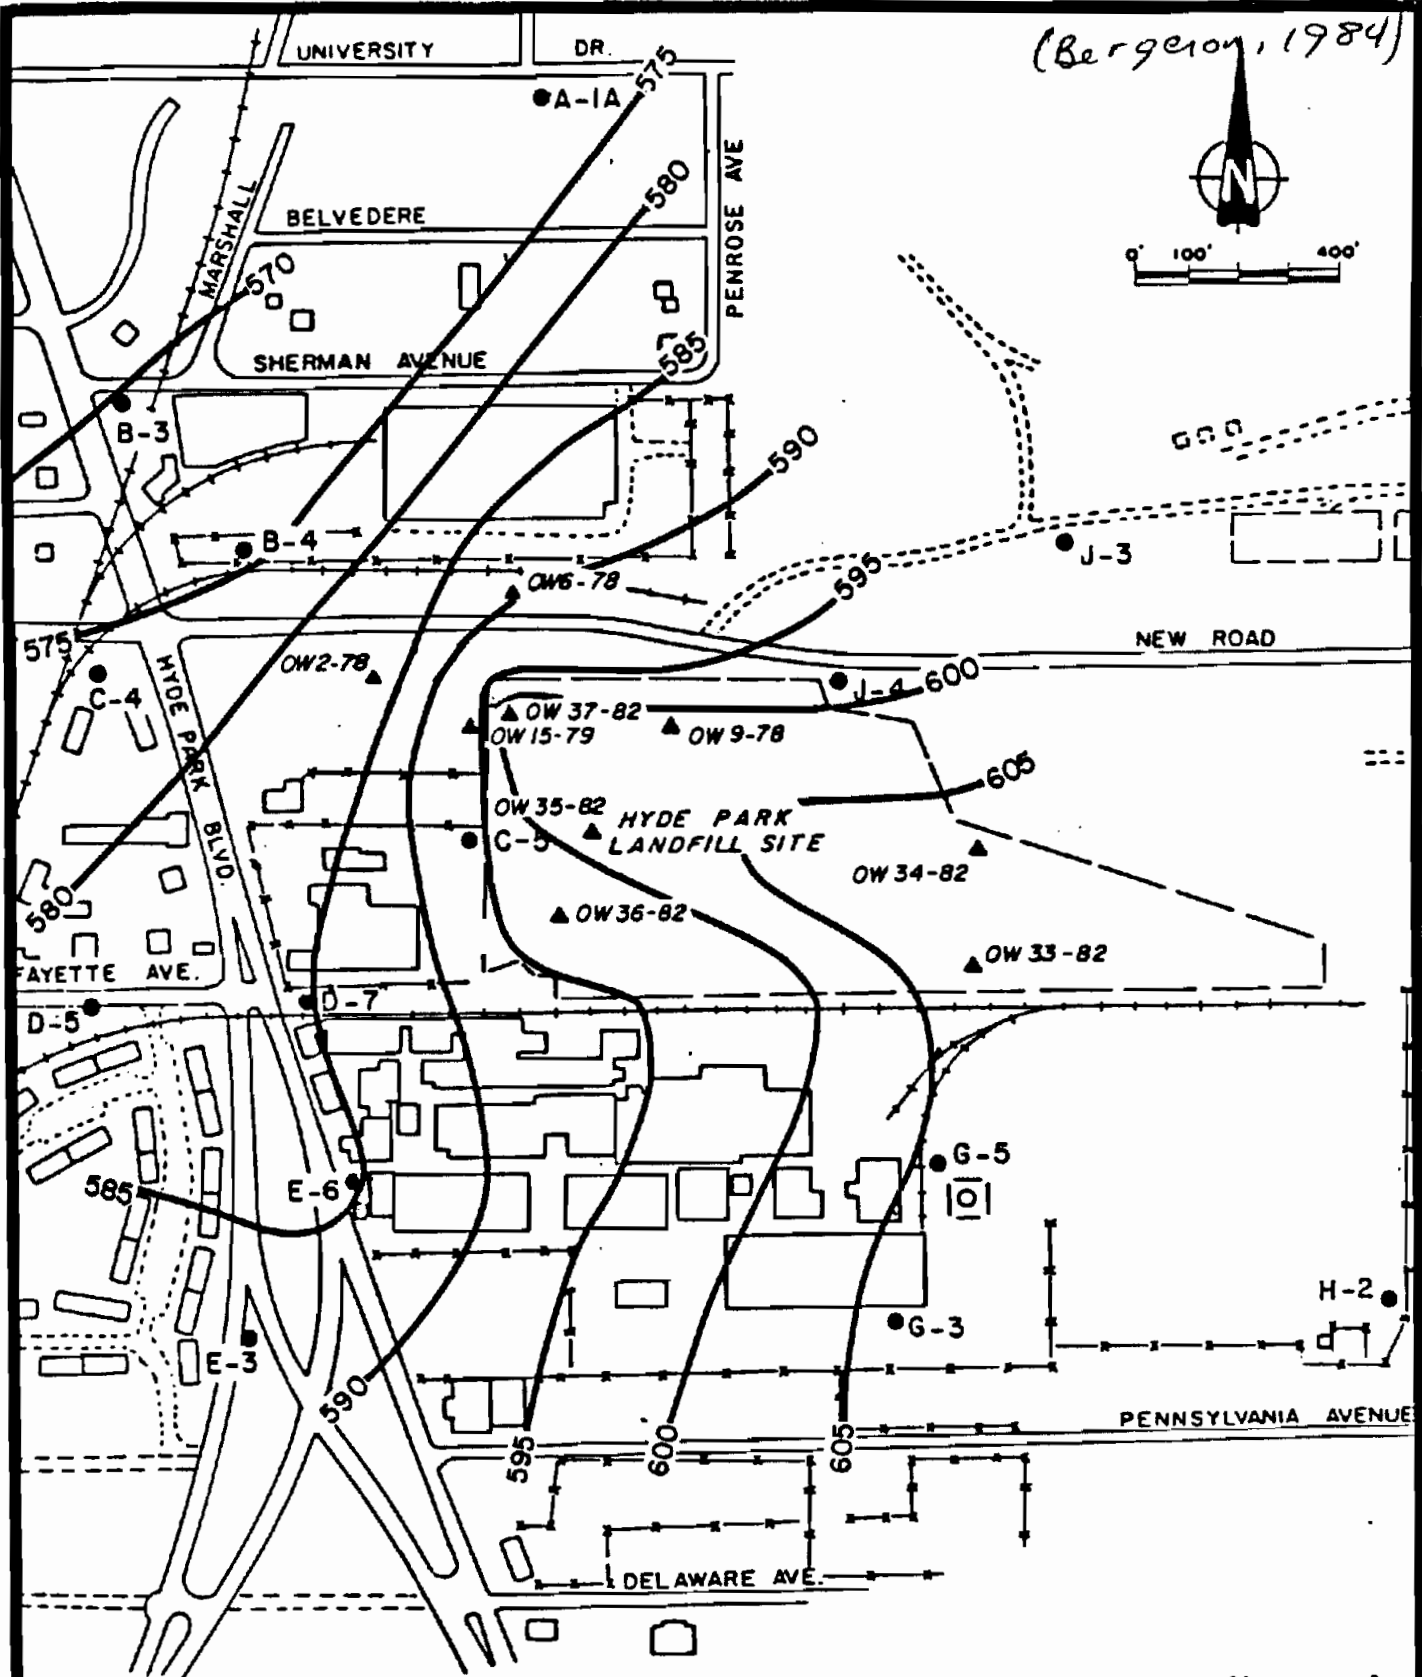 (Bergeron, 1984)
UNIVERSITY DR.
575
A-1A
580
PENROSE AVE
N
MARSHALL
BELVEDERE
0' 100' 400'
570
SHERMAN AVENUE
585
B-3
590
B-4
J-3
OW6-78
595
575
NEW ROAD
OW2-78
C-4
J-4
600
HYDE PARK BLVD.
OW 37-82
OW 15-79
OW 9-78
605
OW 35-82
HYDE PARK
LANDFILL SITE
C-5
OW 34-82
580
OW 36-82
OW 33-82
FAYETTE AVE.
D-7
D-5
G-5
585
E-6
H-2
G-3
E-3
590
PENNSYLVANIA AVENUE
595
600
605
DELAWARE AVE.